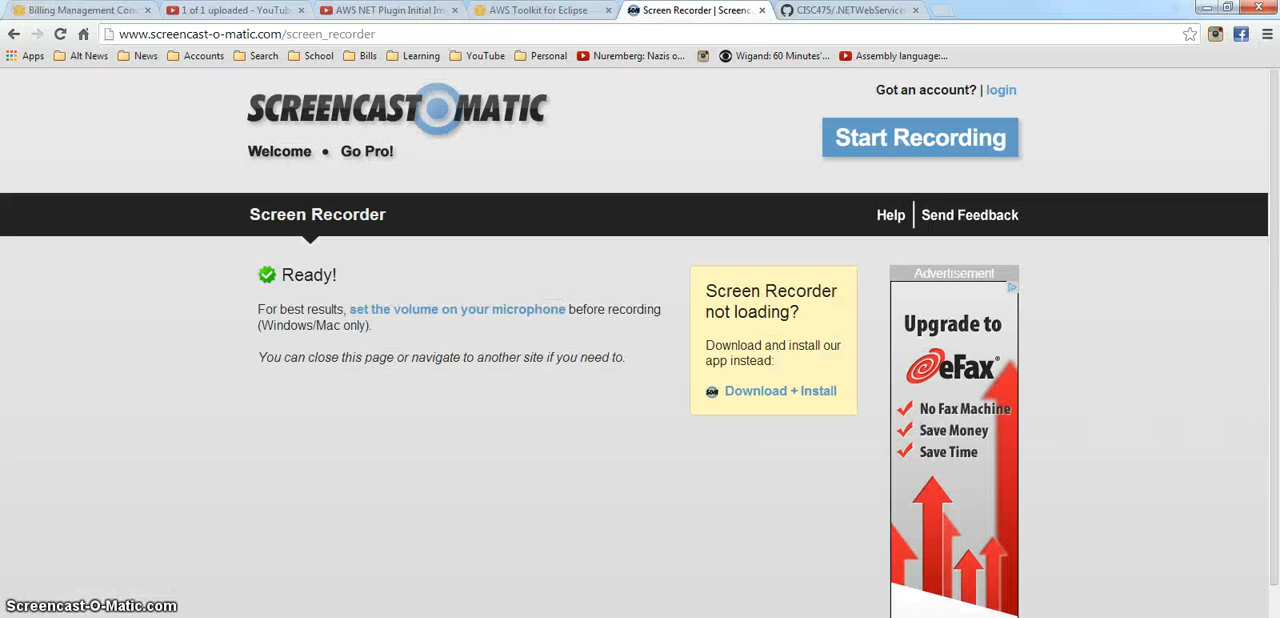 Billing Management Con
1 of 1 uploaded - YouTub
AWS NET Plugin Initial Ins
AWS Toolkit for Eclipse
Screen Recorder | Screenc
CISC475/.NETWebService
www.screencast-o-matic.com/screen_recorder
Apps
Alt News
News
Accounts
Search
School
Bills
Learning
YouTube
Personal
Nuremberg: Nazis o...
Wigand: 60 Minutes'...
Assembly language:...
SCREENCAST O MATIC
Got an account? | login
Start Recording
Welcome • Go Pro!
Screen Recorder
Help | Send Feedback
Ready!
For best results, set the volume on your microphone before recording
(Windows/Mac only).
You can close this page or navigate to another site if you need to.
Screen Recorder
not loading?
Download and install our
app instead:
SOM Download + Install
Advertisement
Upgrade to
eFax®
No Fax Machine
Save Money
Save Time
Screencast-O-Matic.com